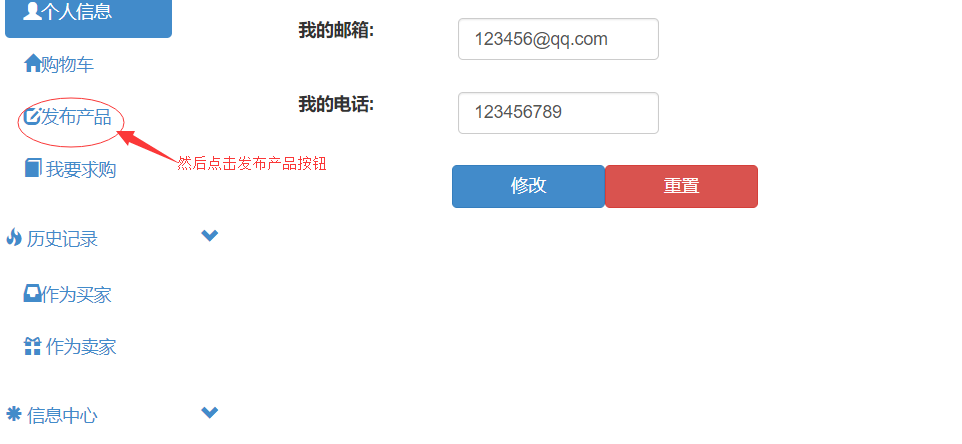 个人信息
购物车
发布产品
我要求购
历史记录
作为买家
作为卖家
信息中心
然后点击发布产品按钮
我的邮箱:
123456@qq.com
我的电话:
123456789
修改
重置